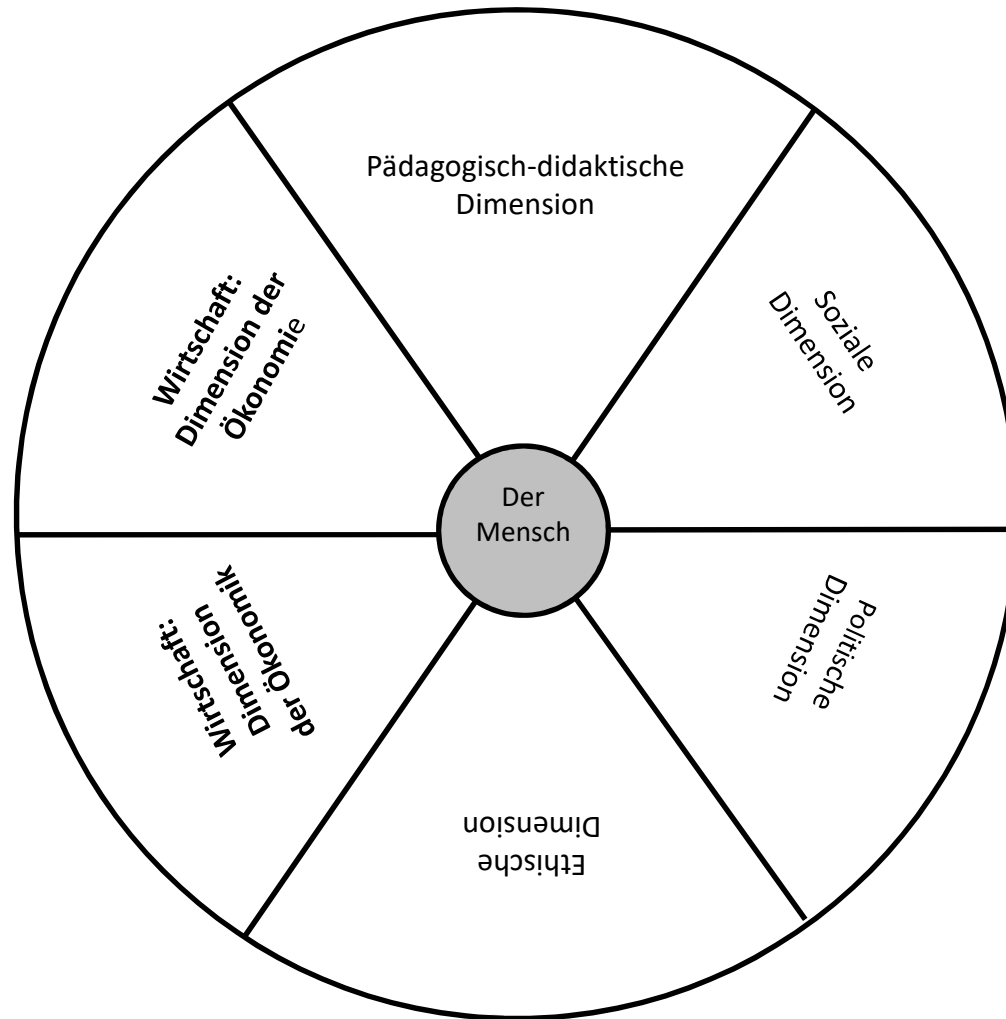 Pädagogisch-didaktische
Dimension
Soziale
Dimension
Politische
Dimension
Ethische
Dimension
Wirtschaft:
Dimension
der Ökonomik
Wirtschaft:
Dimension der
Ökonomie
Der
Mensch